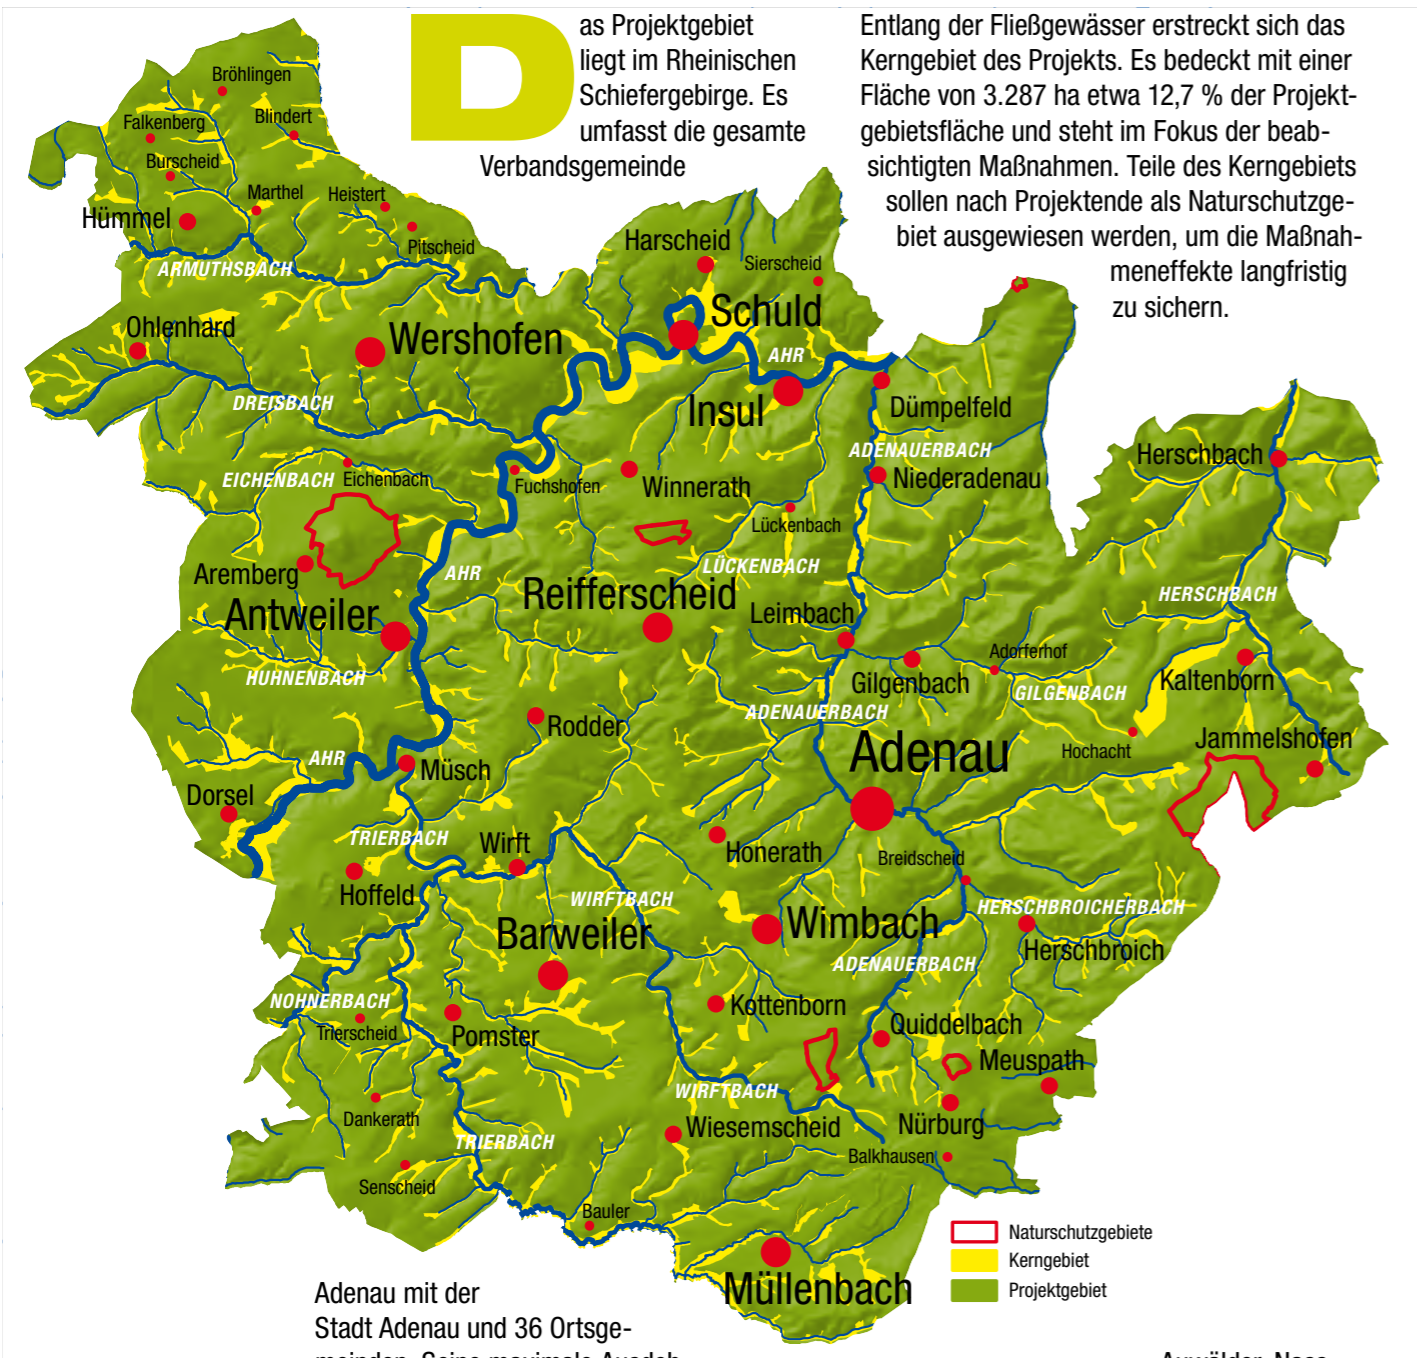 Das Projektgebiet
liegt im Rheinischen
Schiefergebirge. Es
umfasst die gesamte
Verbandsgemeinde
Entlang der Fließgewässer erstreckt sich das
Kerngebiet des Projekts. Es bedeckt mit einer
Fläche von 3.287 ha etwa 12,7 % der Projekt-
gebietsfläche und steht im Fokus der beab-
sichtigten Maßnahmen. Teile des Kerngebiets
sollen nach Projektende als Naturschutzge-
biet ausgewiesen werden, um die Maßnah-
meneffekte langfristig
zu sichern.
Bröhlingen
Blindert
Falkenberg
Burscheid
Marthel
Heistert
Hümmel
Pitscheid
ARMUTHSBACH
Harscheid
Sierscheid
Schuld
Ohlenhard
Wershofen
AHR
Insul
DREISBACH
Dümpelfeld
ADENAUERBACH
Herschbach
EICHENBACH
Eichenbach
Fuchshofen
Winnerath
Niederadenau
Lückenbach
Aremberg
AHR
LÜCKENBACH
Reifferscheid
HERSCHBACH
Antweiler
Leimbach
Adorferhof
HUHNENBACH
Gilgenbach
GILGENBACH
Kaltenborn
ADENAUERBACH
Rodder
Hochacht
Jammelshofen
AHR
Adenau
Müsch
Dorsel
TRIERBACH
Wirft
Honerath
Breidscheid
Hoffeld
WIRFTBACH
HERSCHBROICHERBACH
Barweiler
Wimbach
Herschbroich
ADENAUERBACH
NOHNERBACH
Kottenborn
Trierscheid
Pomster
Quiddelbach
Meuspath
WIRFTBACH
Dankerath
Wiesemscheid
Nürburg
TRIERBACH
Balkhausen
Senscheid
Bauler
Müllenbach
Naturschutzgebiete
Kerngebiet
Projektgebiet
Adenau mit der
Stadt Adenau und 36 Ortsge-
meinden. Seine maximale Ausdeh-
Auwälder, Nass-